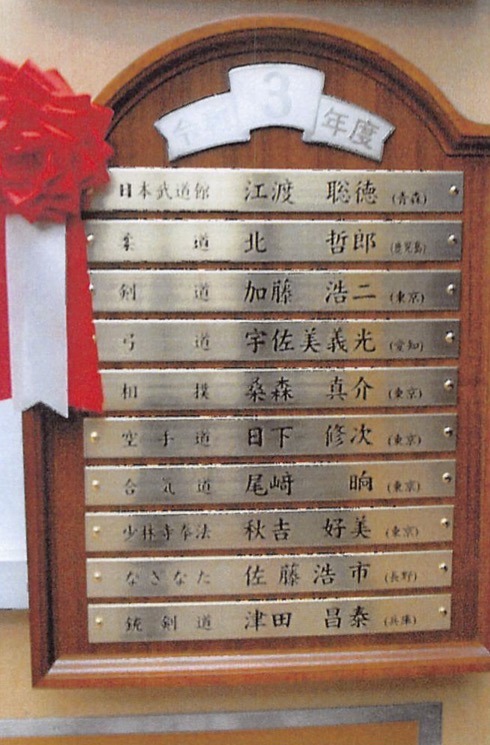 令和3年度
日本武道館 江渡 聡徳 (青森)
柔道 北 哲郎 (鹿児島)
剣道 加藤 浩二 (東京)
弓道 宇佐美義光 (愛知)
相撲 桑森 真介 (東京)
空手道 日下 修次 (東京)
合気道 尾﨑 晌 (東京)
少林寺拳法 秋吉 好美 (東京)
なぎなた 佐藤浩市 (長野)
銃剣道 津田 昌泰 (兵庫)